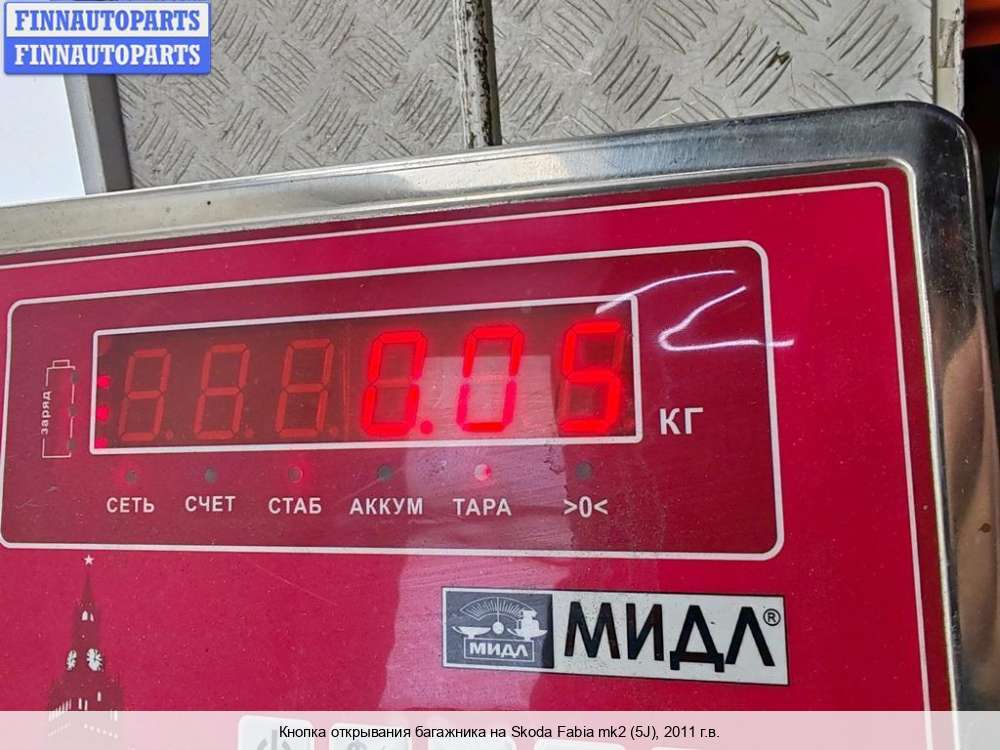 FINNAUTOPARTS
FINNAUTOPARTS
заряд
0.05
КГ
СЕТЬ СЧЕТ СТАБ АККУМ ТАРА >0<
МИДЛ
МИДЛ®
Кнопка открывания багажника на Skoda Fabia mk2 (5J), 2011 г.в.